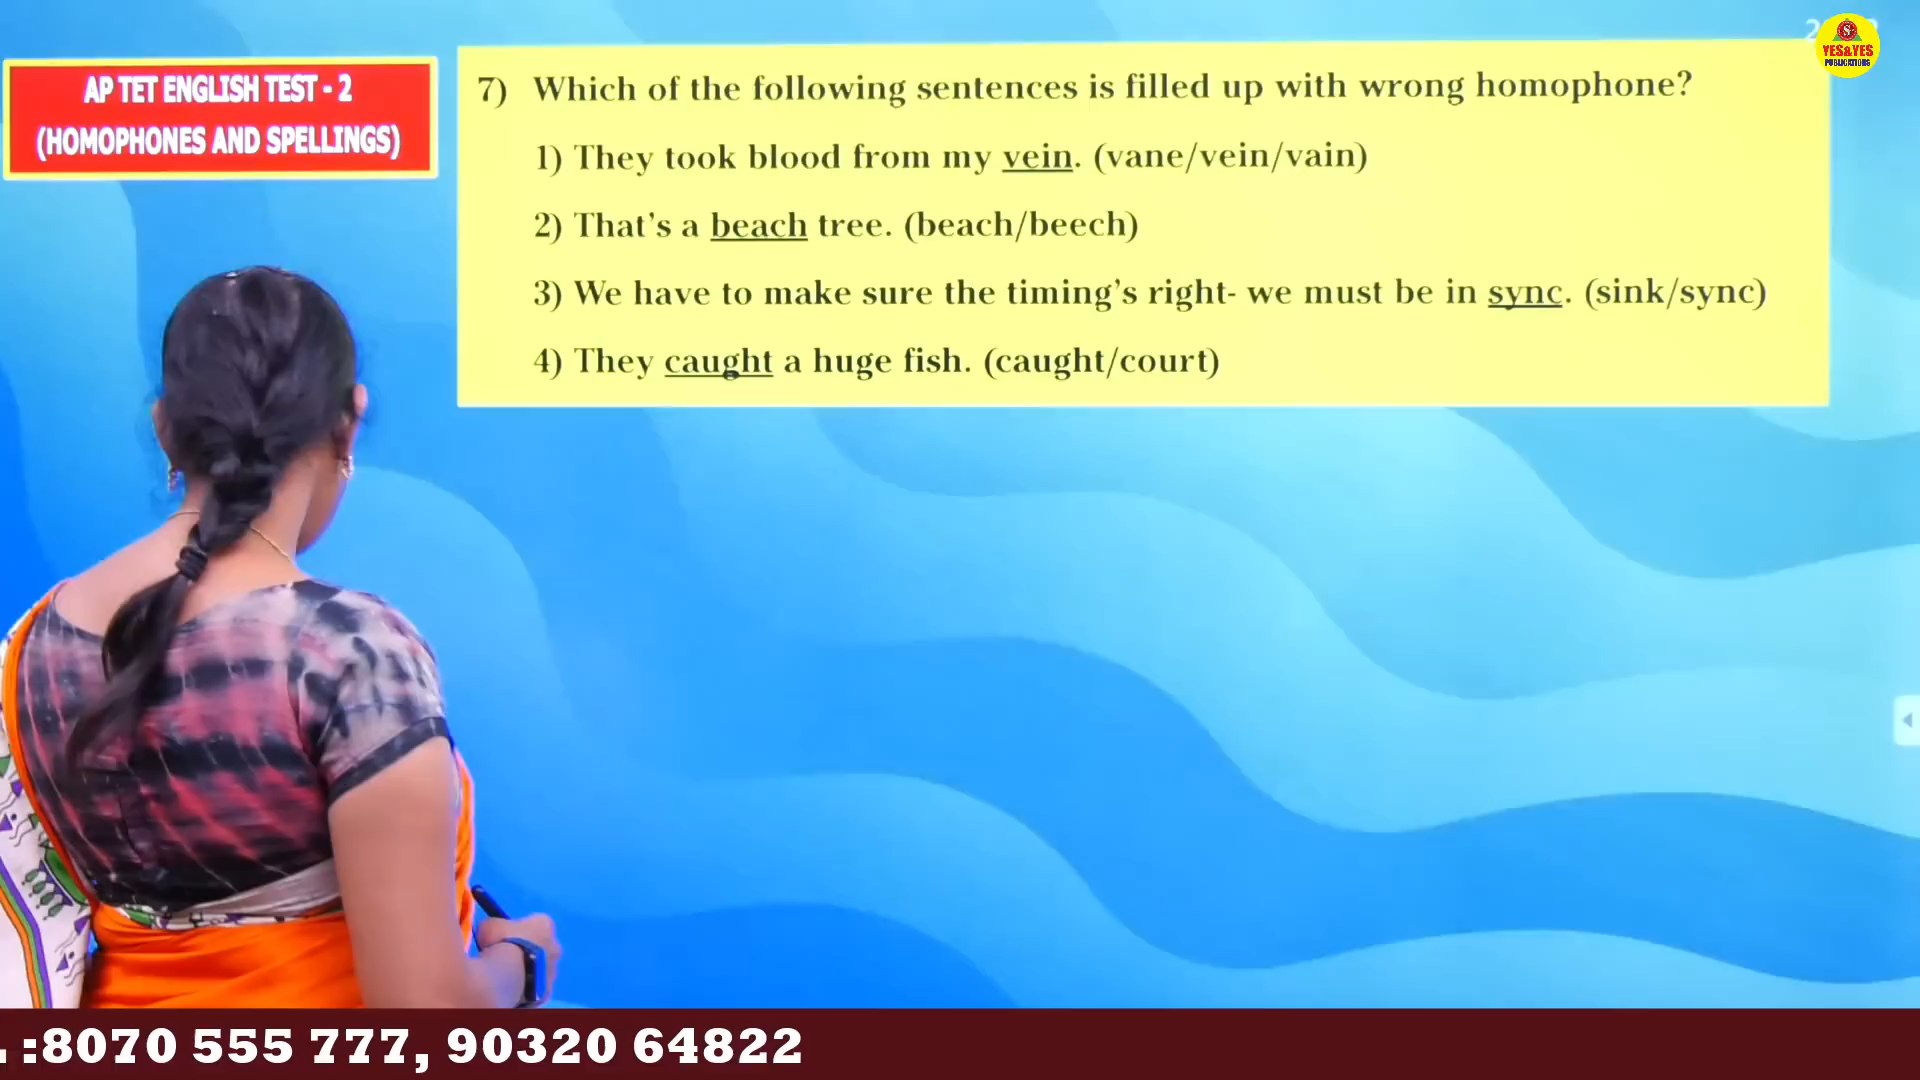 AP TET ENGLISH TEST - 2
(HOMOPHONES AND SPELLINGS)
7) Which of the following sentences is filled up with wrong homophone?
1) They took blood from my vein. (vane/vein/vain)
2) That's a beach tree. (beach/beech)
3) We have to make sure the timing's right- we must be in sync. (sink/sync)
4) They caught a huge fish. (caught/court)
YES&YES
PUBLICATIONS
. :8070 555 777, 90320 64822